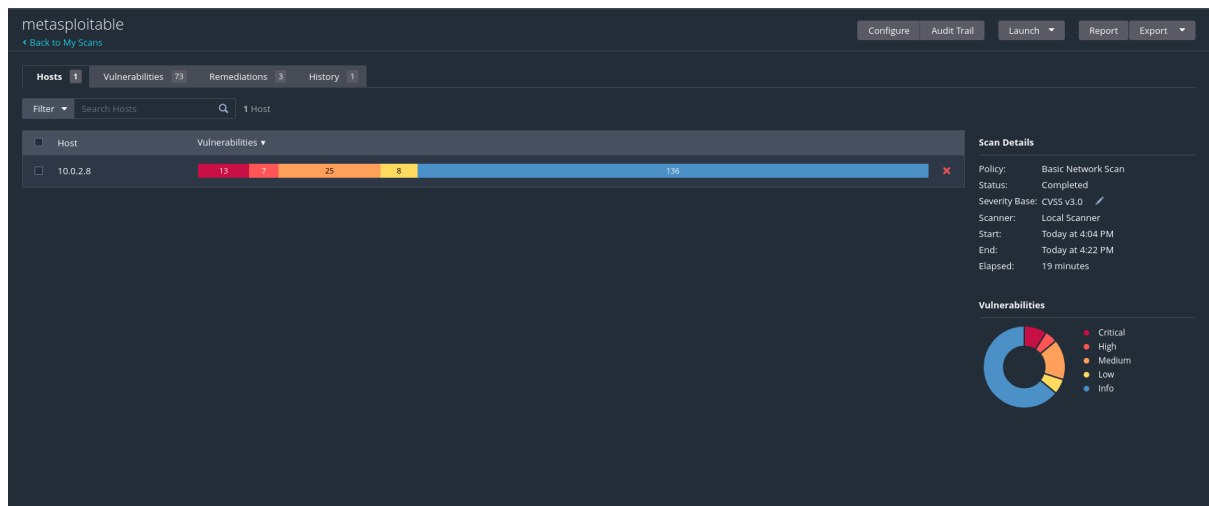 metasploitable
Back to My Scans
Configure Audit Trail Launch Report Export
Hosts 1 Vulnerabilities 73 Remediations 3 History 1
Filter Search Hosts 1 Host
Host Vulnerabilities
10.0.2.8 13 7 25 8 136
Scan Details
Policy: Basic Network Scan
Status: Completed
Severity Base: CVSS v3.0
Scanner: Local Scanner
Start: Today at 4:04 PM
End: Today at 4:22 PM
Elapsed: 19 minutes
Vulnerabilities
Critical
High
Medium
Low
Info